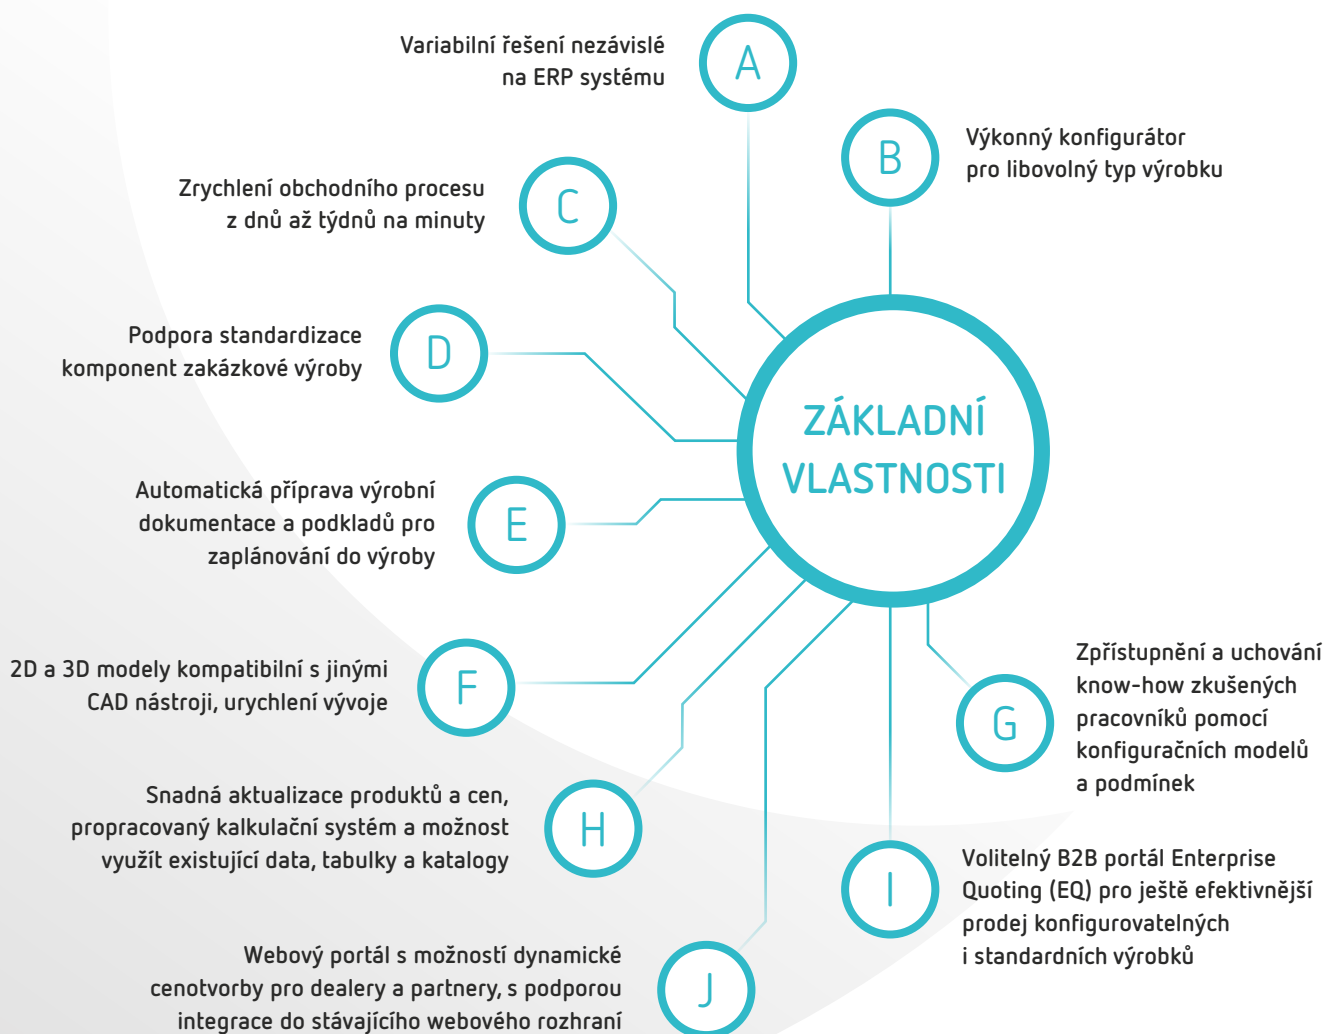 A
Variabilní řešení nezávislé
na ERP systému
B
Výkonný konfigurátor
pro libovolný typ výrobku
C
Zrychlení obchodního procesu
z dnů až týdnů na minuty
D
Podpora standardizace
komponent zakázkové výroby
ZÁKLADNÍ
VLASTNOSTI
E
Automatická příprava výrobní
dokumentace a podkladů pro
zaplánování do výroby
F
2D a 3D modely kompatibilní s jinými
CAD nástroji, urychlení vývoje
G
Zpřístupnění a uchování
know-how zkušených
pracovníků pomocí
konfiguračních modelů
a podmínek
H
Snadná aktualizace produktů a cen,
propracovaný kalkulační systém a možnost
využít existující data, tabulky a katalogy
I
Volitelný B2B portál Enterprise
Quoting (EQ) pro ještě efektivnější
prodej konfigurovatelných
i standardních výrobků
J
Webový portál s možností dynamické
cenotvorby pro dealery a partnery, s podporou
integrace do stávajícího webového rozhraní